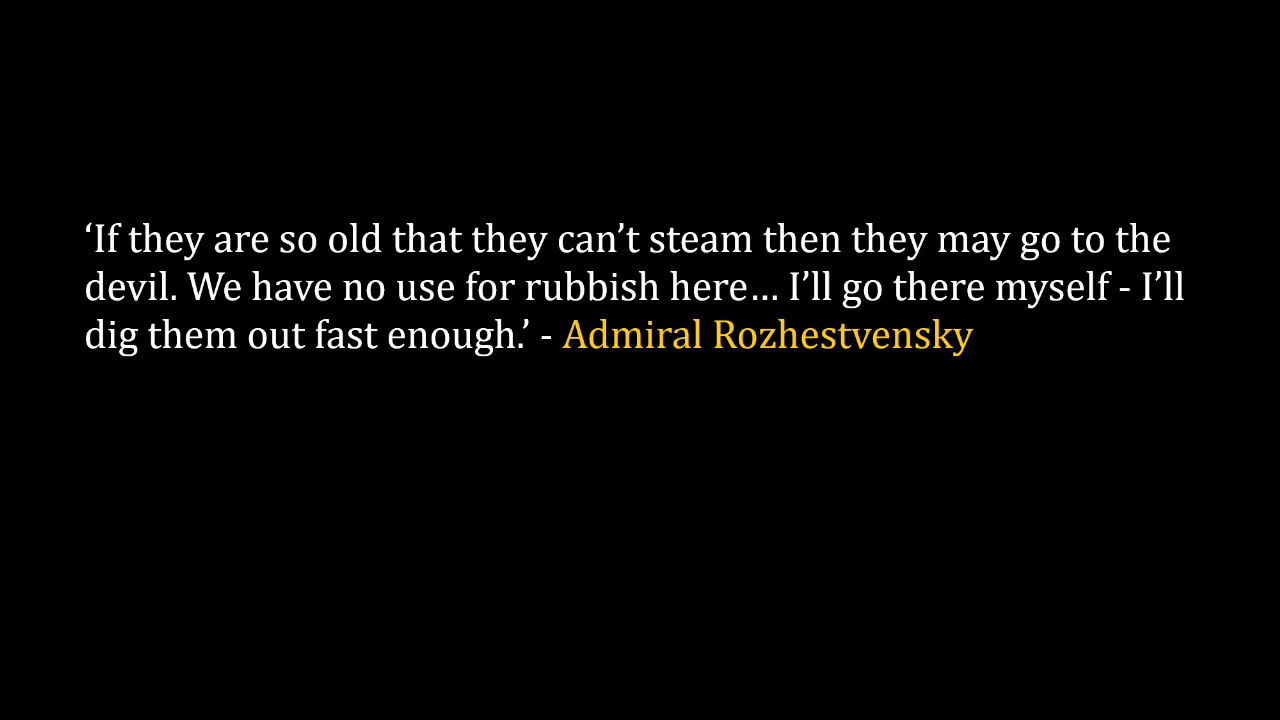 ‘If they are so old that they can’t steam then they may go to the
devil. We have no use for rubbish here… I’ll go there myself - I’ll
dig them out fast enough.’ - Admiral Rozhestvensky